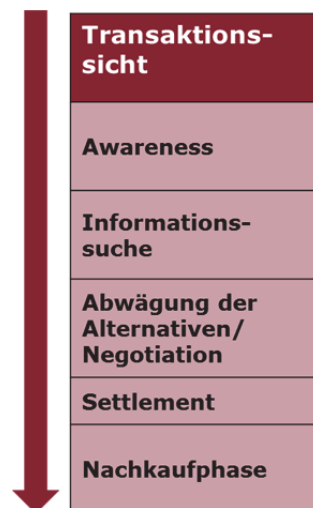 Transaktions-
sicht
Awareness
Informations-
suche
Abwägung der
Alternativen/
Negotiation
Settlement
Nachkaufphase